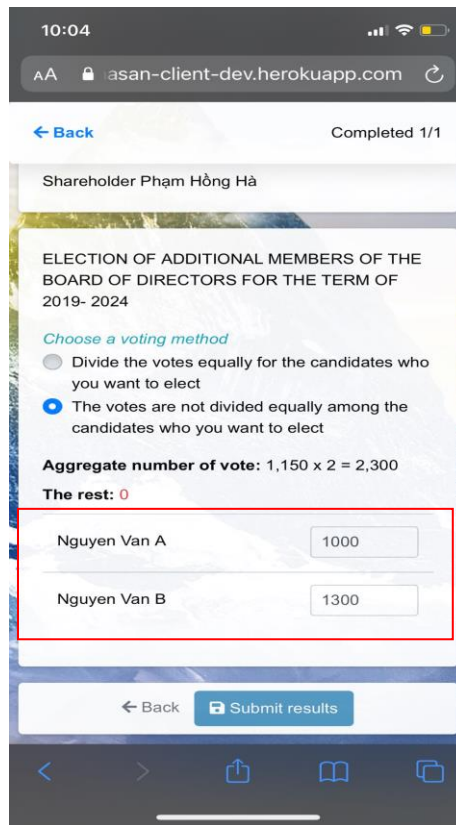 10:04
AA asan-client-dev.herokuapp.com
Back Completed 1/1
Shareholder Phạm Hồng Hà
ELECTION OF ADDITIONAL MEMBERS OF THE
BOARD OF DIRECTORS FOR THE TERM OF
2019- 2024
Choose a voting method
Divide the votes equally for the candidates who
you want to elect
The votes are not divided equally among the
candidates who you want to elect
Aggregate number of vote: 1,150 x 2 = 2,300
The rest: 0
Nguyen Van A 1000
Nguyen Van B 1300
Back Submit results